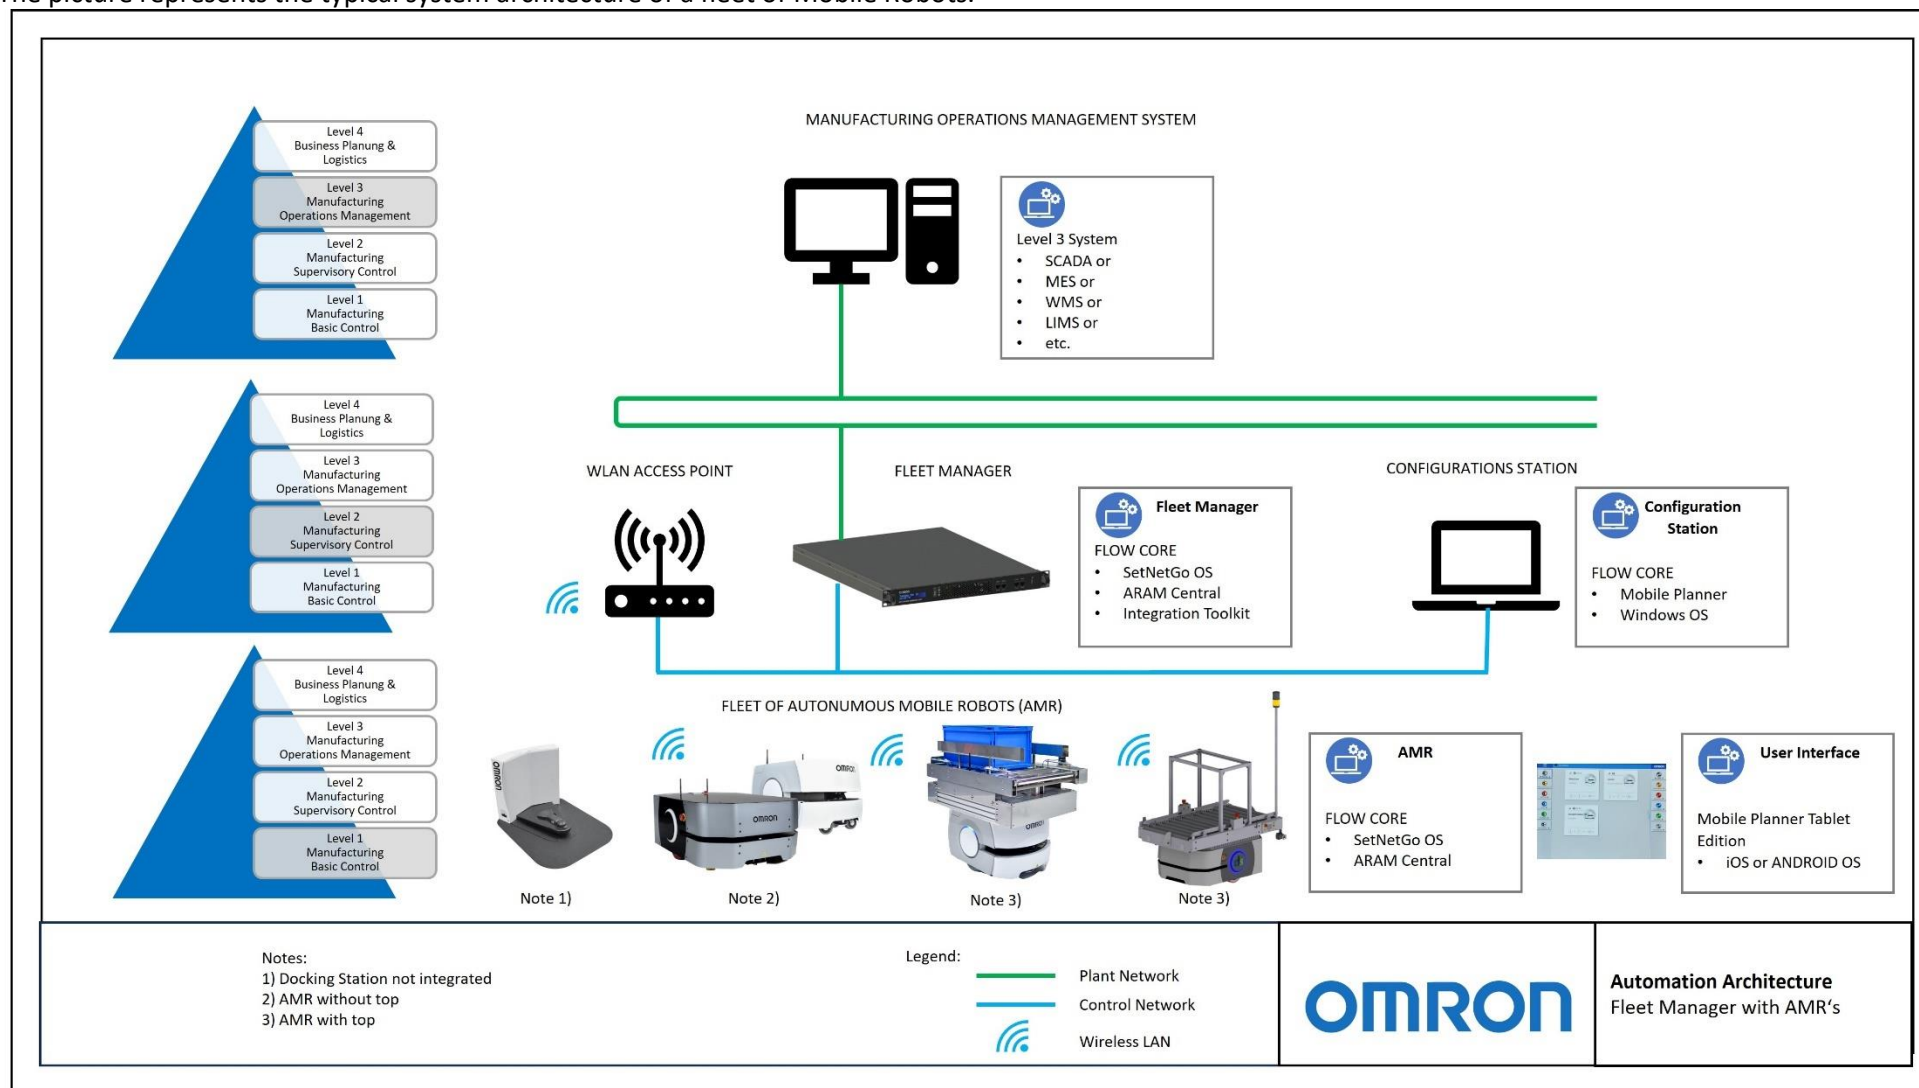 The picture represents the typical system architecture of a fleet of Mobile Robots.
Level 4
Business Planung &
Logistics
Level 3
Manufacturing
Operations Management
Level 2
Manufacturing
Supervisory Control
Level 1
Manufacturing
Basic Control
MANUFACTURING OPERATIONS MANAGEMENT SYSTEM
Level 3 System
• SCADA or
• MES or
• WMS or
• LIMS or
• etc.
Level 4
Business Planung &
Logistics
Level 3
Manufacturing
Operations Management
Level 2
Manufacturing
Supervisory Control
Level 1
Manufacturing
Basic Control
WLAN ACCESS POINT
FLEET MANAGER
Fleet Manager
FLOW CORE
• SetNetGo OS
• ARAM Central
• Integration Toolkit
CONFIGURATIONS STATION
Configuration
Station
FLOW CORE
• Mobile Planner
• Windows OS
Level 4
Business Planung &
Logistics
Level 3
Manufacturing
Operations Management
Level 2
Manufacturing
Supervisory Control
Level 1
Manufacturing
Basic Control
FLEET OF AUTONUMOUS MOBILE ROBOTS (AMR)
OMRON
OMRON
OMRON
OMRON
Note 1)
Note 2)
Note 3)
Note 3)
AMR
FLOW CORE
• SetNetGo OS
• ARAM Central
User Interface
Mobile Planner Tablet
Edition
• iOS or ANDROID OS
Notes:
1) Docking Station not integrated
2) AMR without top
3) AMR with top
Legend:
Plant Network
Control Network
Wireless LAN
OMRON
Automation Architecture
Fleet Manager with AMR‘s